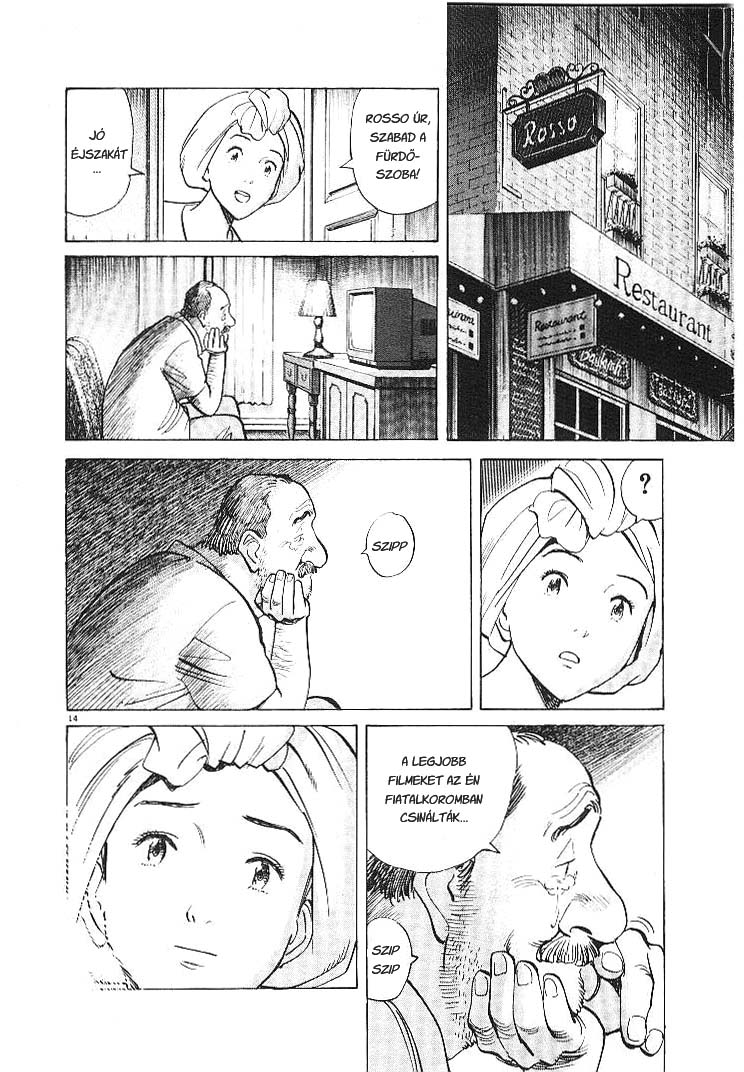 Rosso
Restaurant
Restaurant
ROSSO ÚR,
SZABAD A
FÜRDŐ-
SZOBA!
JÓ
ÉJSZAKÁT
...
?
SZIPP
14
A LEGJOBB
FILMEKET AZ ÉN
FIATALKOROMBAN
CSINÁLTÁK...
SZIP
SZIP